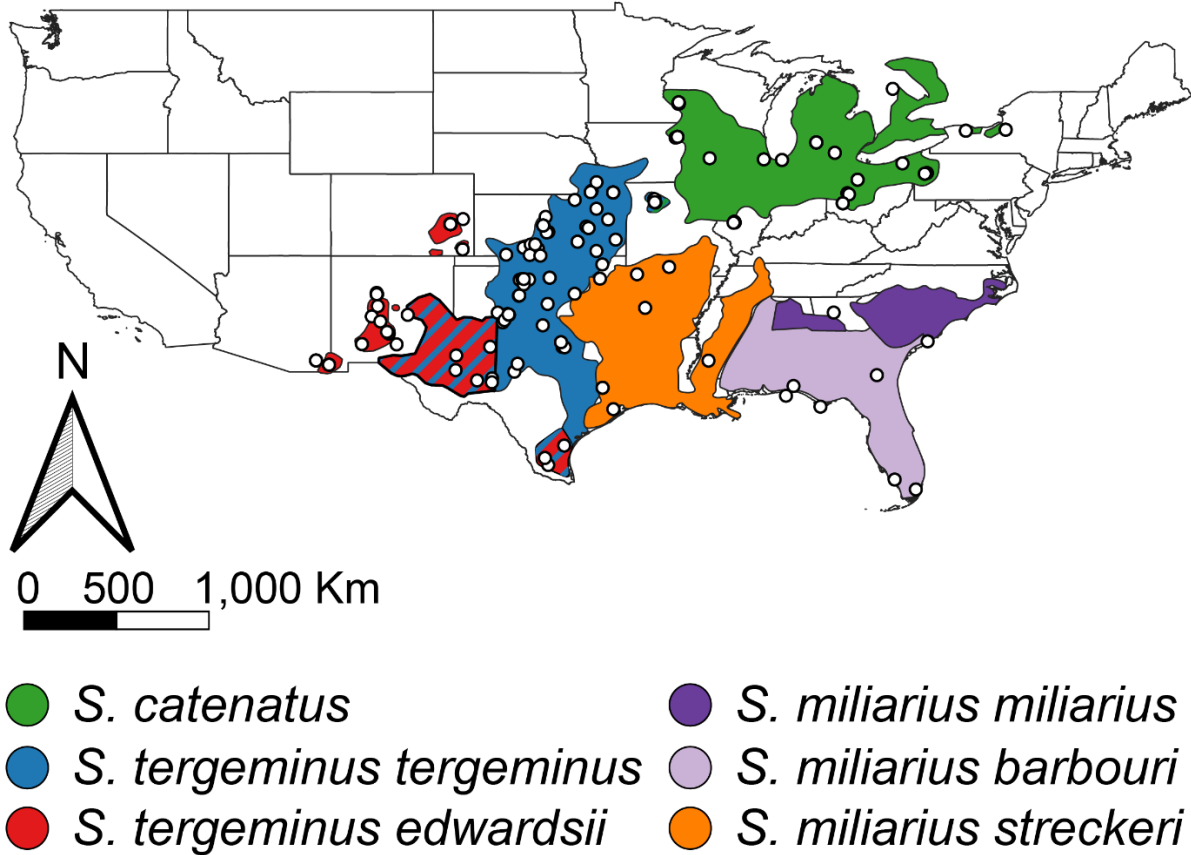 N
0 500 1,000 Km
S. catenatus
S. tergeminus tergeminus
S. tergeminus edwardsii
S. miliarius miliarius
S. miliarius barbouri
S. miliarius streckeri